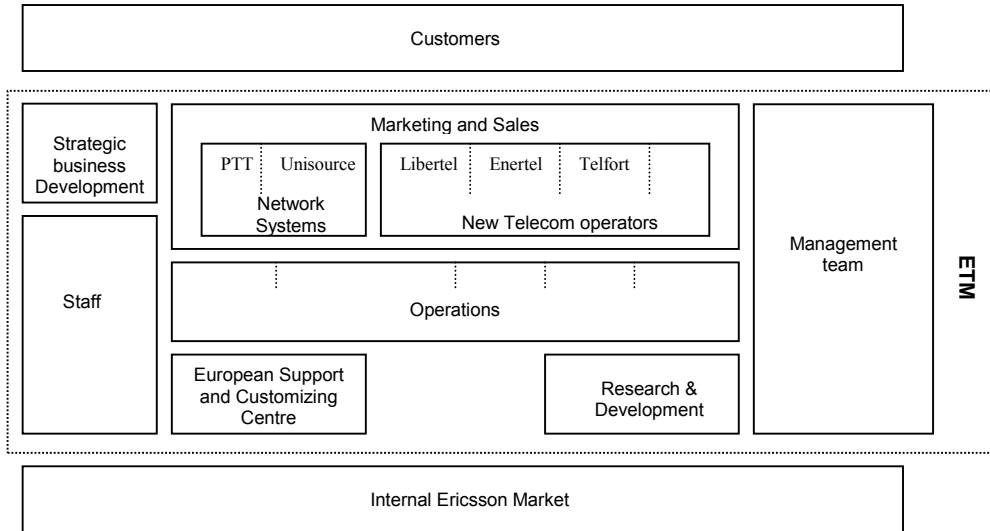 Customers
Strategic
business
Development
Marketing and Sales
PTT Unisource
Network
Systems
Libertel Enertel Telfort
New Telecom operators
Management
team
ETM
Staff
Operations
European Support
and Customizing
Centre
Research &
Development
Internal Ericsson Market